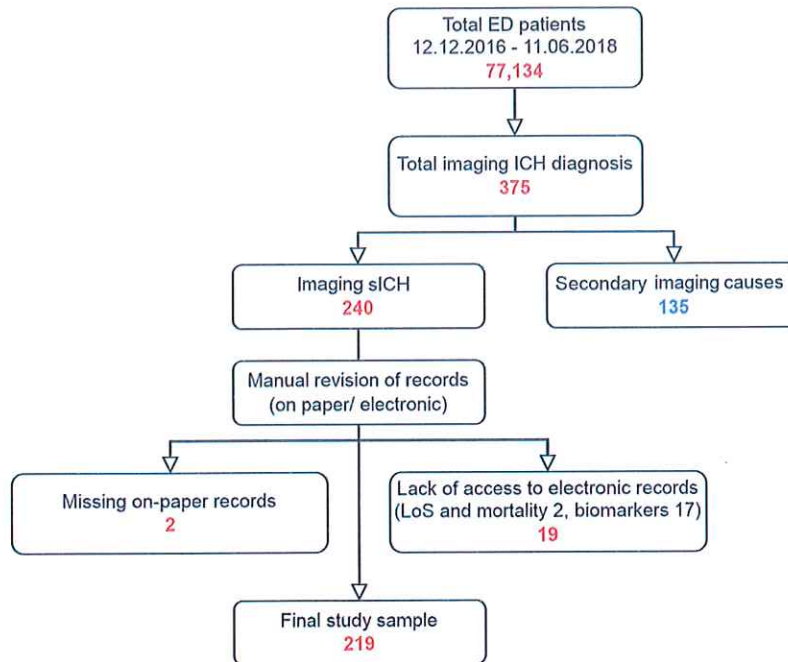 Total ED patients
12.12.2016 - 11.06.2018
77,134
Total imaging ICH diagnosis
375
Imaging sICH
240
Secondary imaging causes
135
Manual revision of records
(on paper/ electronic)
Missing on-paper records
2
Lack of access to electronic records
(LoS and mortality 2, biomarkers 17)
19
Final study sample
219